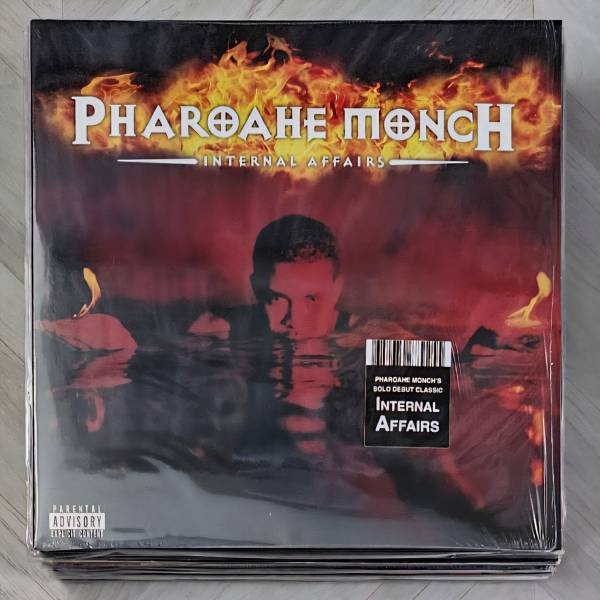 PHAROAHE MONCH
INTERNAL AFFAIRS
PHAROAHE MONCH'S
SOLO DEBUT CLASSIC
INTERNAL
AFFAIRS
PARENTAL
ADVISORY
EXPLICIT CONTENT